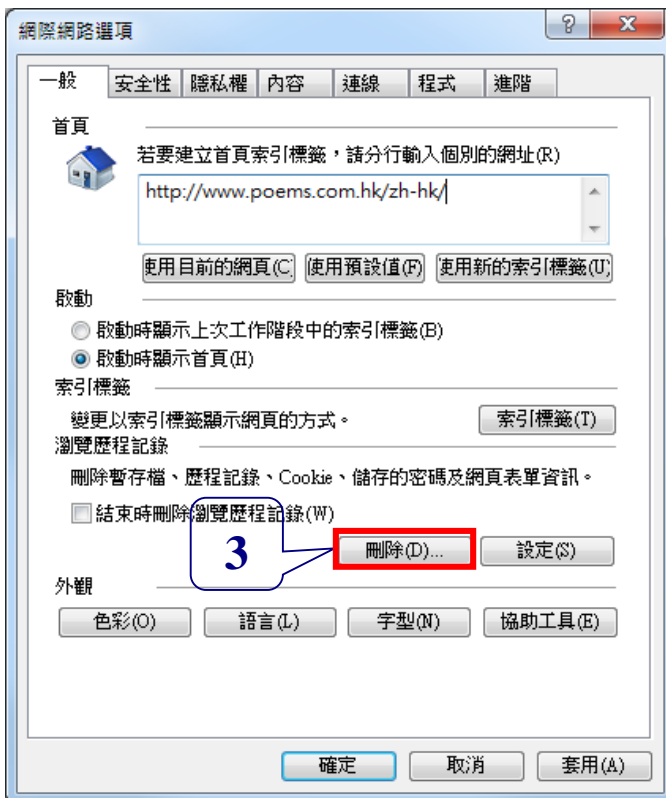 網際網路選項
一般 安全性 隱私權 內容 連線 程式 進階
首頁
若要建立首頁索引標籤，請分行輸入個別的網址(R)
http://www.poems.com.hk/zh-hk/
使用目前的網頁(C) 使用預設值(F) 使用新的索引標籤(U)
啟動
啟動時顯示上次工作階段中的索引標籤(B)
啟動時顯示首頁(H)
索引標籤
變更以索引標籤顯示網頁的方式。 索引標籤(T)
瀏覽歷程記錄
刪除暫存檔、歷程記錄、Cookie、儲存的密碼及網頁表單資訊。
結束時刪除瀏覽歷程記錄(W)
3 刪除(D)... 設定(S)
外觀
色彩(O) 語言(L) 字型(N) 協助工具(E)
確定 取消 套用(A)